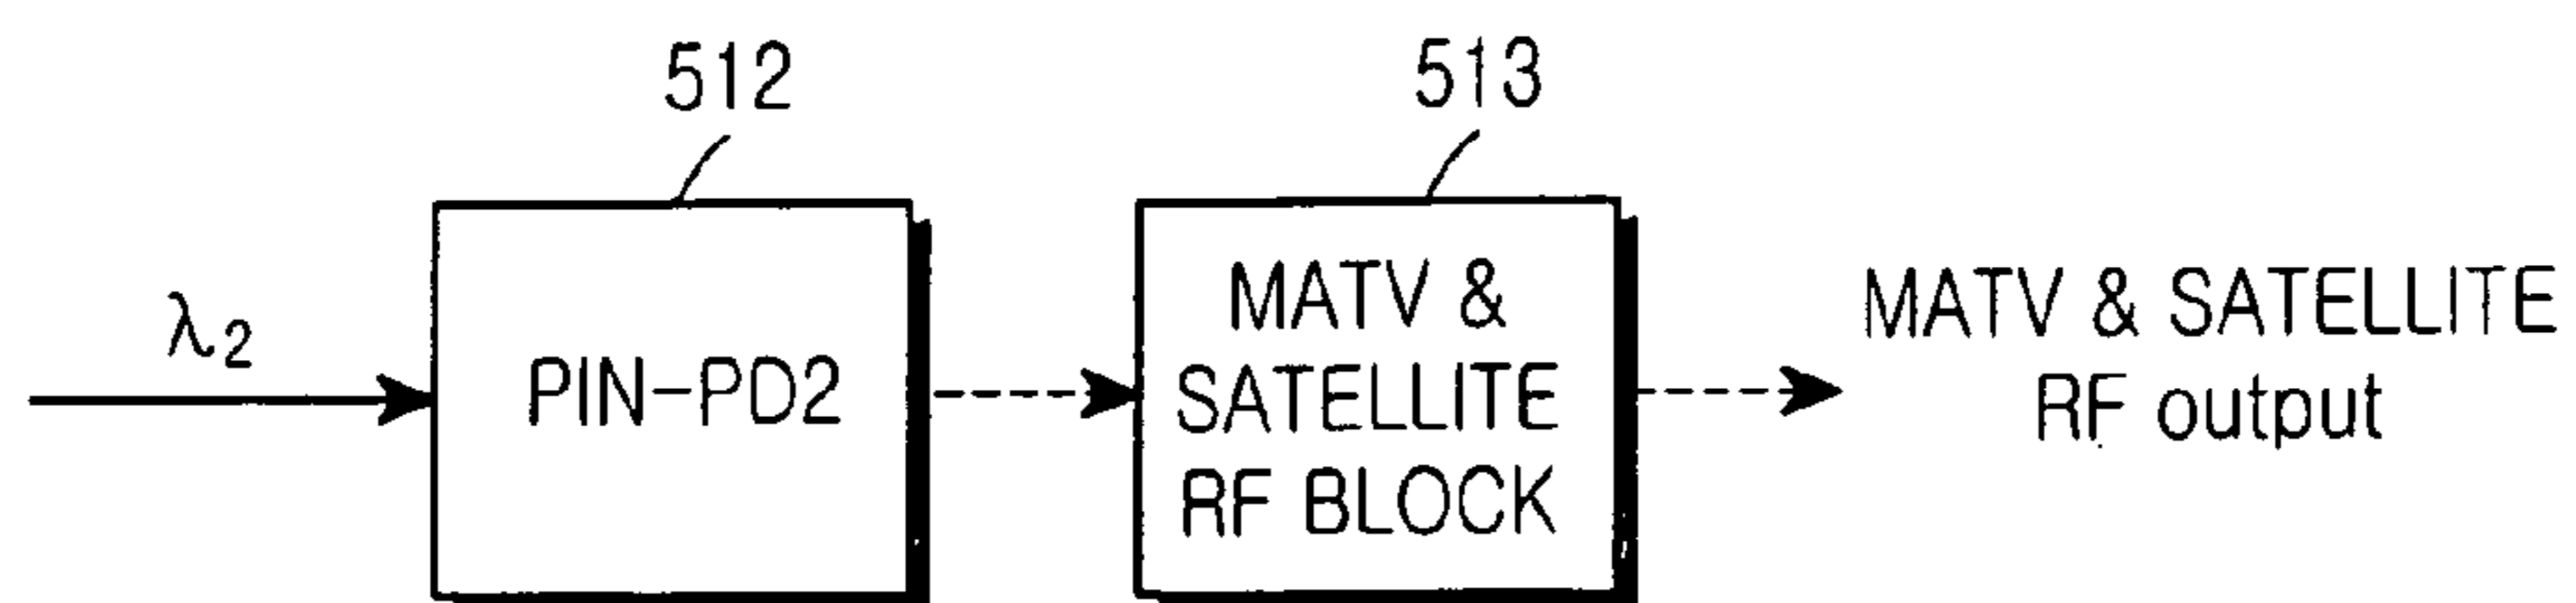 512
513
λ2
PIN-PD2
MATV &
SATELLITE
RF BLOCK
MATV & SATELLITE
RF output